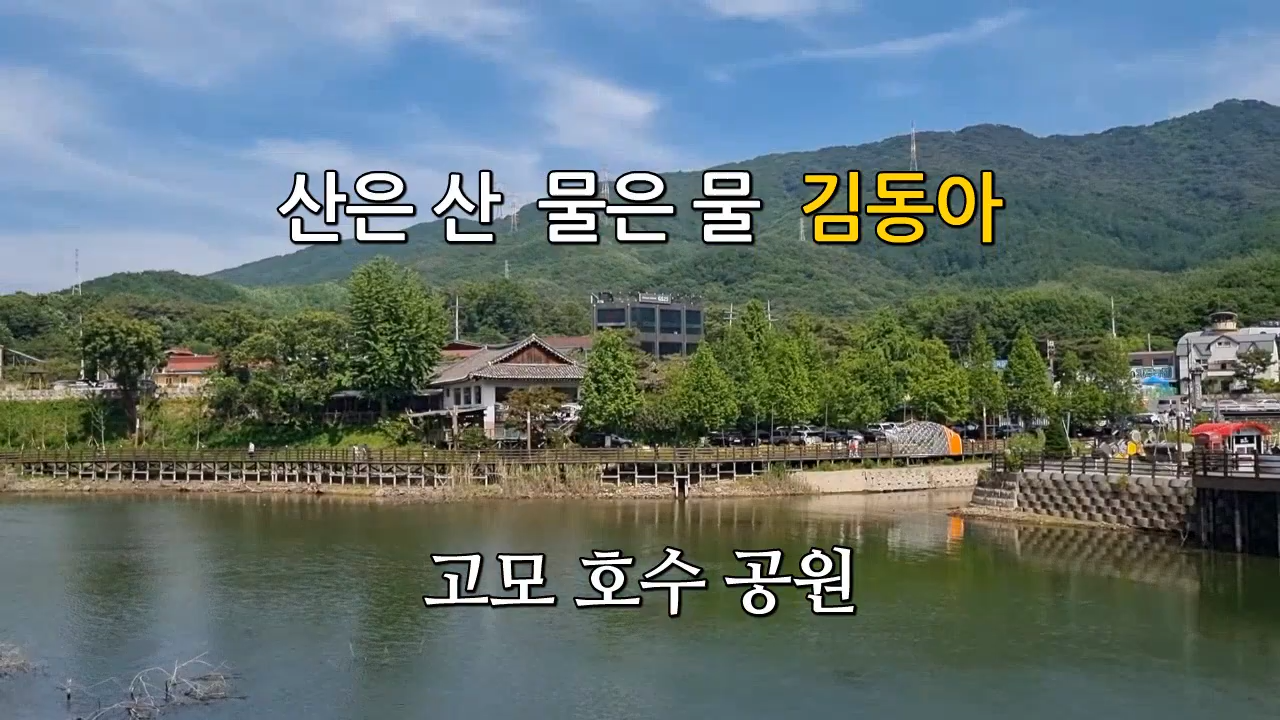 산은 산 물은 물 김동아
고모 호수 공원